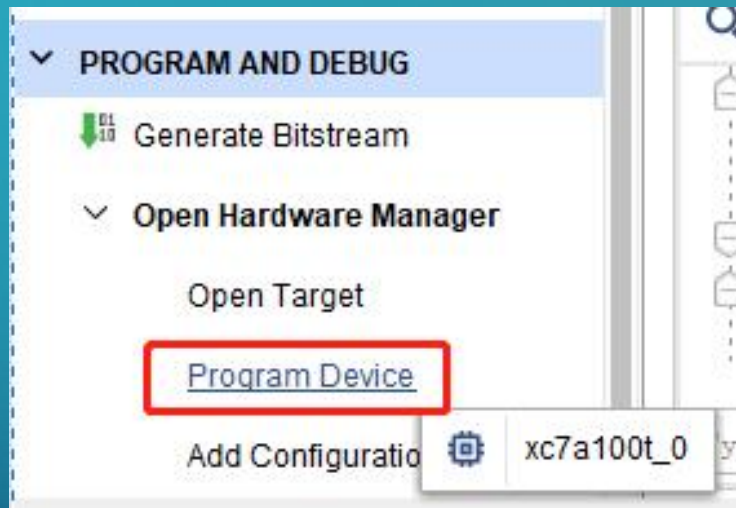 PROGRAM AND DEBUG
Generate Bitstream
Open Hardware Manager
Open Target
Program Device
Add Configuratio
xc7a100t_0